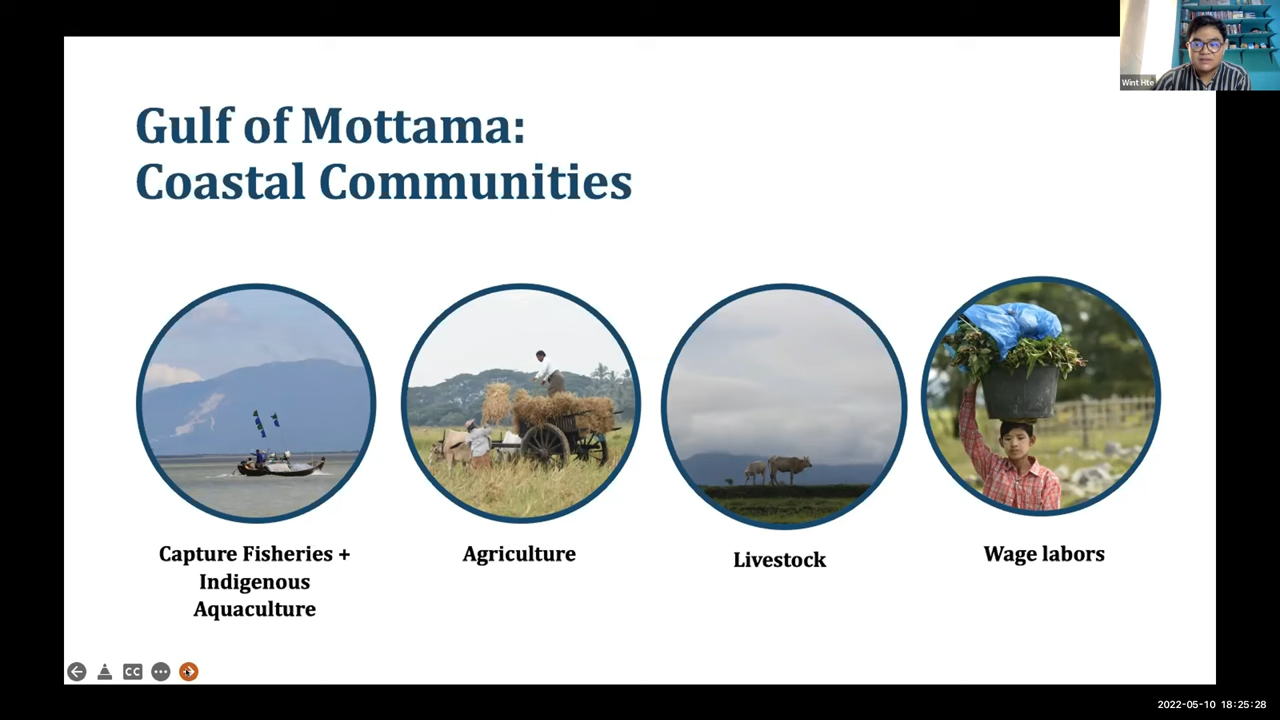 Wint Hte
Gulf of Mottama:
Coastal Communities
Capture Fisheries +
Indigenous
Aquaculture
Agriculture
Livestock
Wage labors
CC
2022-05-10 18:25:28